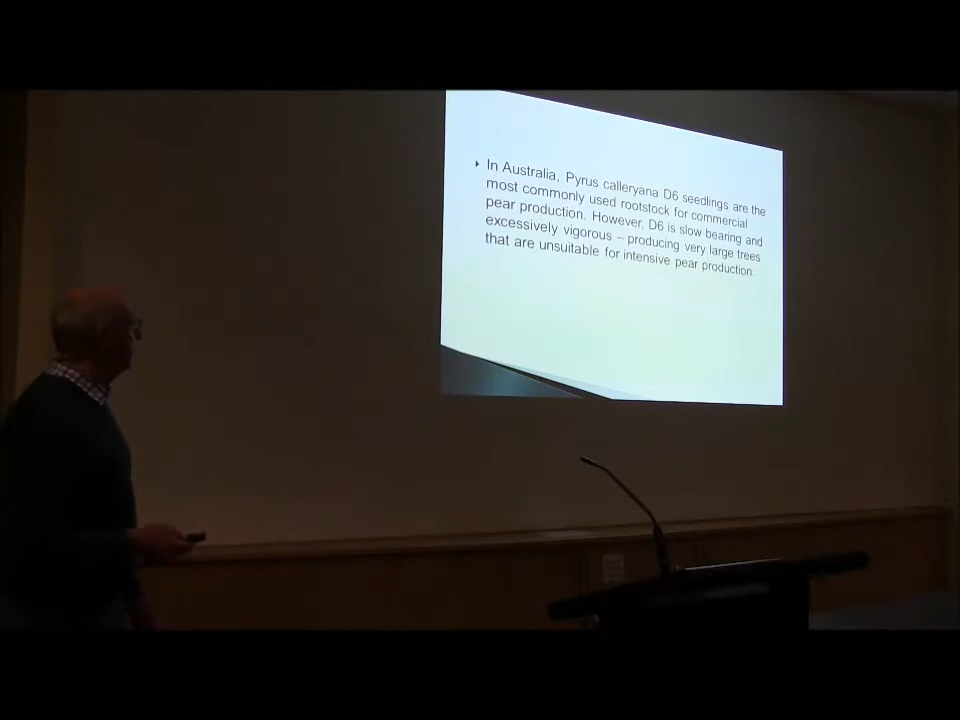 In Australia, Pyrus calleryana D6 seedlings are the
most commonly used rootstock for commercial
pear production. However, D6 is slow bearing and
excessively vigorous – producing very large trees
that are unsuitable for intensive pear production.